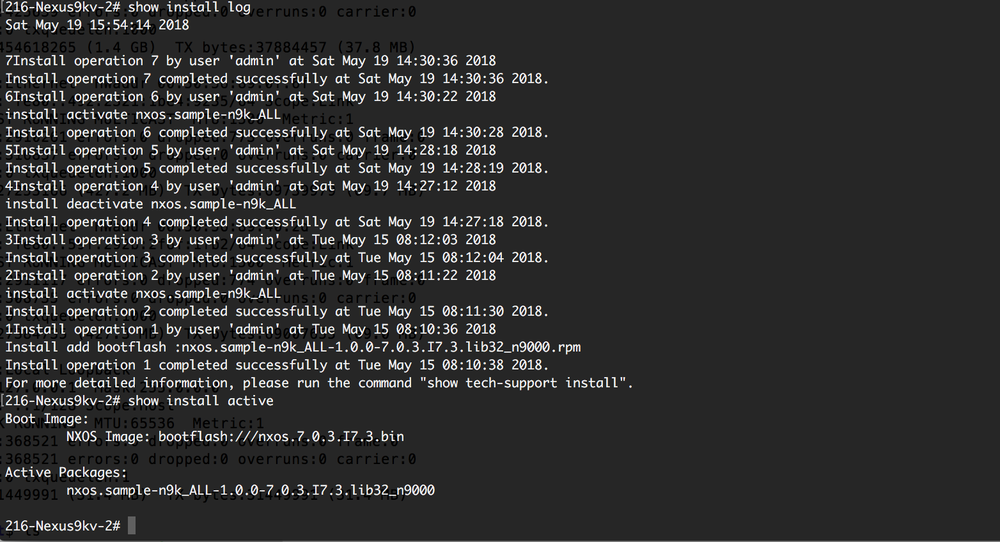 [216-Nexus9kv-2# show install log
Sat May 19 15:54:14 2018
7Install operation 7 by user 'admin' at Sat May 19 14:30:36 2018
Install operation 7 completed successfully at Sat May 19 14:30:36 2018.
6Install operation 6 by user 'admin' at Sat May 19 14:30:22 2018
install activate nxos.sample-n9k_ALL
Install operation 6 completed successfully at Sat May 19 14:30:28 2018.
5Install operation 5 by user 'admin' at Sat May 19 14:28:18 2018
Install operation 5 completed successfully at Sat May 19 14:28:19 2018.
4Install operation 4 by user 'admin' at Sat May 19 14:27:12 2018
install deactivate nxos.sample-n9k_ALL
Install operation 4 completed successfully at Sat May 19 14:27:18 2018.
3Install operation 3 by user 'admin' at Tue May 15 08:12:03 2018
Install operation 3 completed successfully at Tue May 15 08:12:04 2018.
2Install operation 2 by user 'admin' at Tue May 15 08:11:22 2018
install activate nxos.sample-n9k_ALL
Install operation 2 completed successfully at Tue May 15 08:11:30 2018.
1Install operation 1 by user 'admin' at Tue May 15 08:10:36 2018
Install add bootflash :nxos.sample-n9k_ALL-1.0.0-7.0.3.I7.3.lib32_n9000.rpm
Install operation 1 completed successfully at Tue May 15 08:10:38 2018.
For more detailed information, please run the command "show tech-support install".
[216-Nexus9kv-2# show install active
Boot Image:
NXOS Image: bootflash:///nxos.7.0.3.I7.3.bin
Active Packages:
nxos.sample-n9k_ALL-1.0.0-7.0.3.I7.3.lib32_n9000
216-Nexus9kv-2#